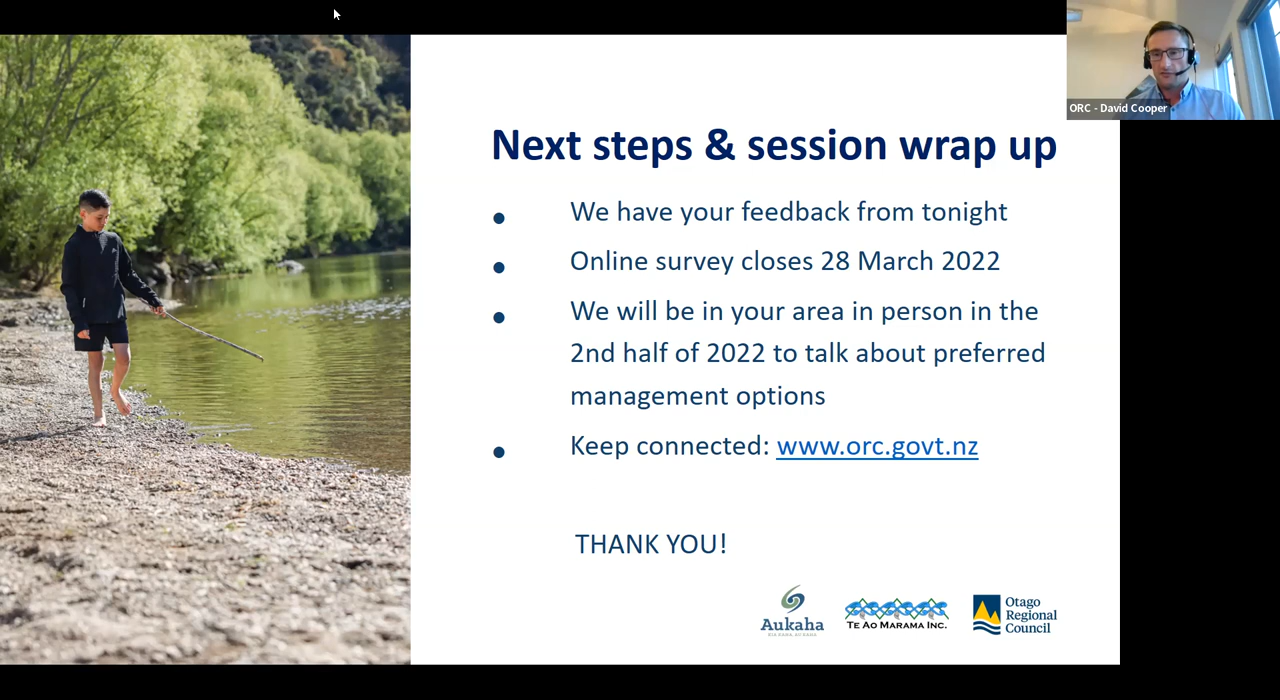 ORC - David Cooper
Next steps & session wrap up
• We have your feedback from tonight
• Online survey closes 28 March 2022
• We will be in your area in person in the
2nd half of 2022 to talk about preferred
management options
• Keep connected: www.orc.govt.nz
THANK YOU!
Aukaha
TE AO MARAMA INC.
Otago
Regional
Council